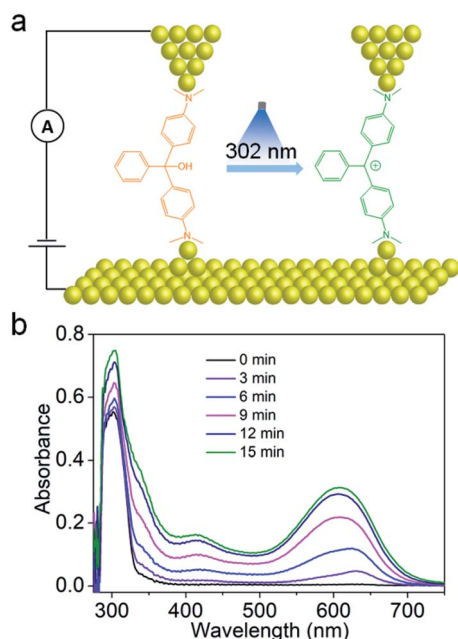 a
A
N
N
OH
302 nm
⊕
N
N
b
0.8
0.6
0.4
0.2
0.0
Absorbance
0 min
3 min
6 min
9 min
12 min
15 min
300 400 500 600 700
Wavelength (nm)